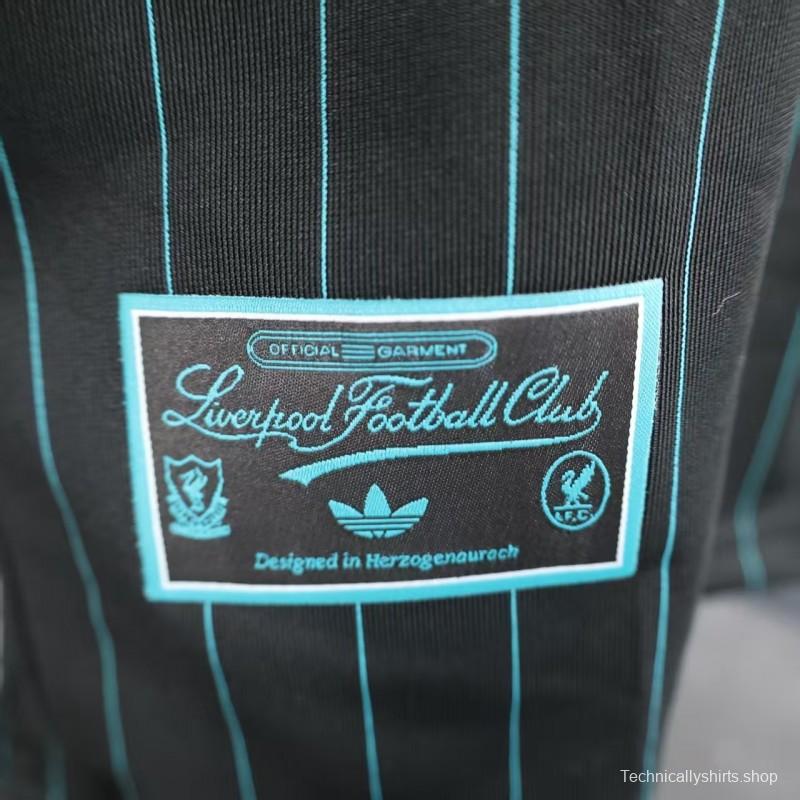 OFFICIAL GARMENT
Liverpool Football Club
L.F.C.
Designed in Herzogenaurach
Technicallyshirts.shop